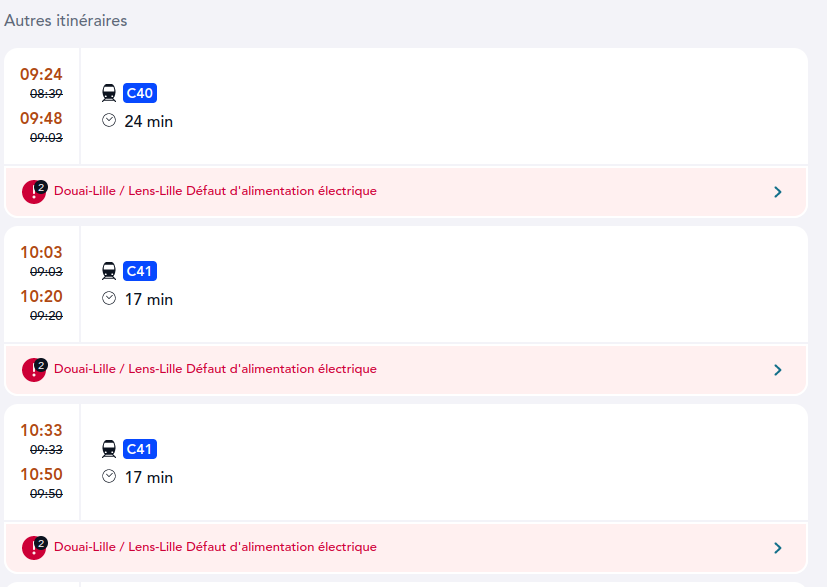 Autres itinéraires
09:24
08:39
C40
09:48
24 min
09:03
2
Douai-Lille / Lens-Lille Défaut d'alimentation électrique
10:03
09:03
C41
10:20
17 min
09:20
2
Douai-Lille / Lens-Lille Défaut d'alimentation électrique
10:33
09:33
C41
10:50
17 min
09:50
2
Douai-Lille / Lens-Lille Défaut d'alimentation électrique